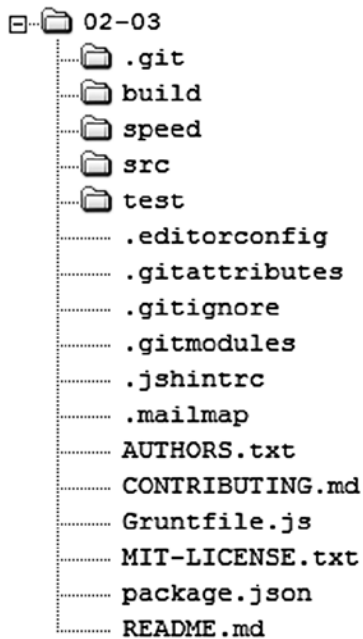 02-03
.git
build
speed
src
test
.editorconfig
.gitattributes
.gitignore
.gitmodules
.jshintrc
.mailmap
AUTHORS.txt
CONTRIBUTING.md
Gruntfile.js
MIT-LICENSE.txt
package.json
README.md